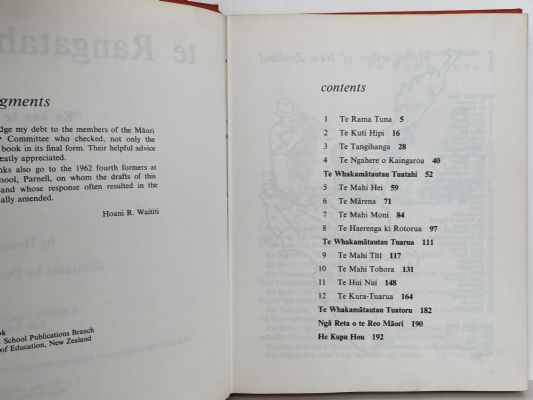 gments
dge my debt to the members of the Māori
Committee who checked, not only the
book in its final form. Their helpful advice
eatly appreciated.
nks also go to the 1962 fourth formers at
hool, Parnell, on whom the drafts of this
and whose response often resulted in the
ally amended.
Hoani R. Waititi
ok
School Publications Branch
of Education, New Zealand
contents
1 Te Rama Tuna 5
2 Te Kuti Hipi 16
3 Te Tangihanga 28
4 Te Ngahere o Kaingaroa 40
Te Whakamātautau Tuatahi 52
5 Te Mahi Hei 59
6 Te Mārena 71
7 Te Mahi Moni 84
8 Te Haerenga ki Rotorua 97
Te Whakamātautau Tuarua 111
9 Te Mahi Tītī 117
10 Te Mahi Tohora 131
11 Te Hui Nui 148
12 Te Kura-Tuarua 164
Te Whakamātautau Tuatoru 182
Ngā Reta o te Reo Māori 190
He Kupu Hou 192